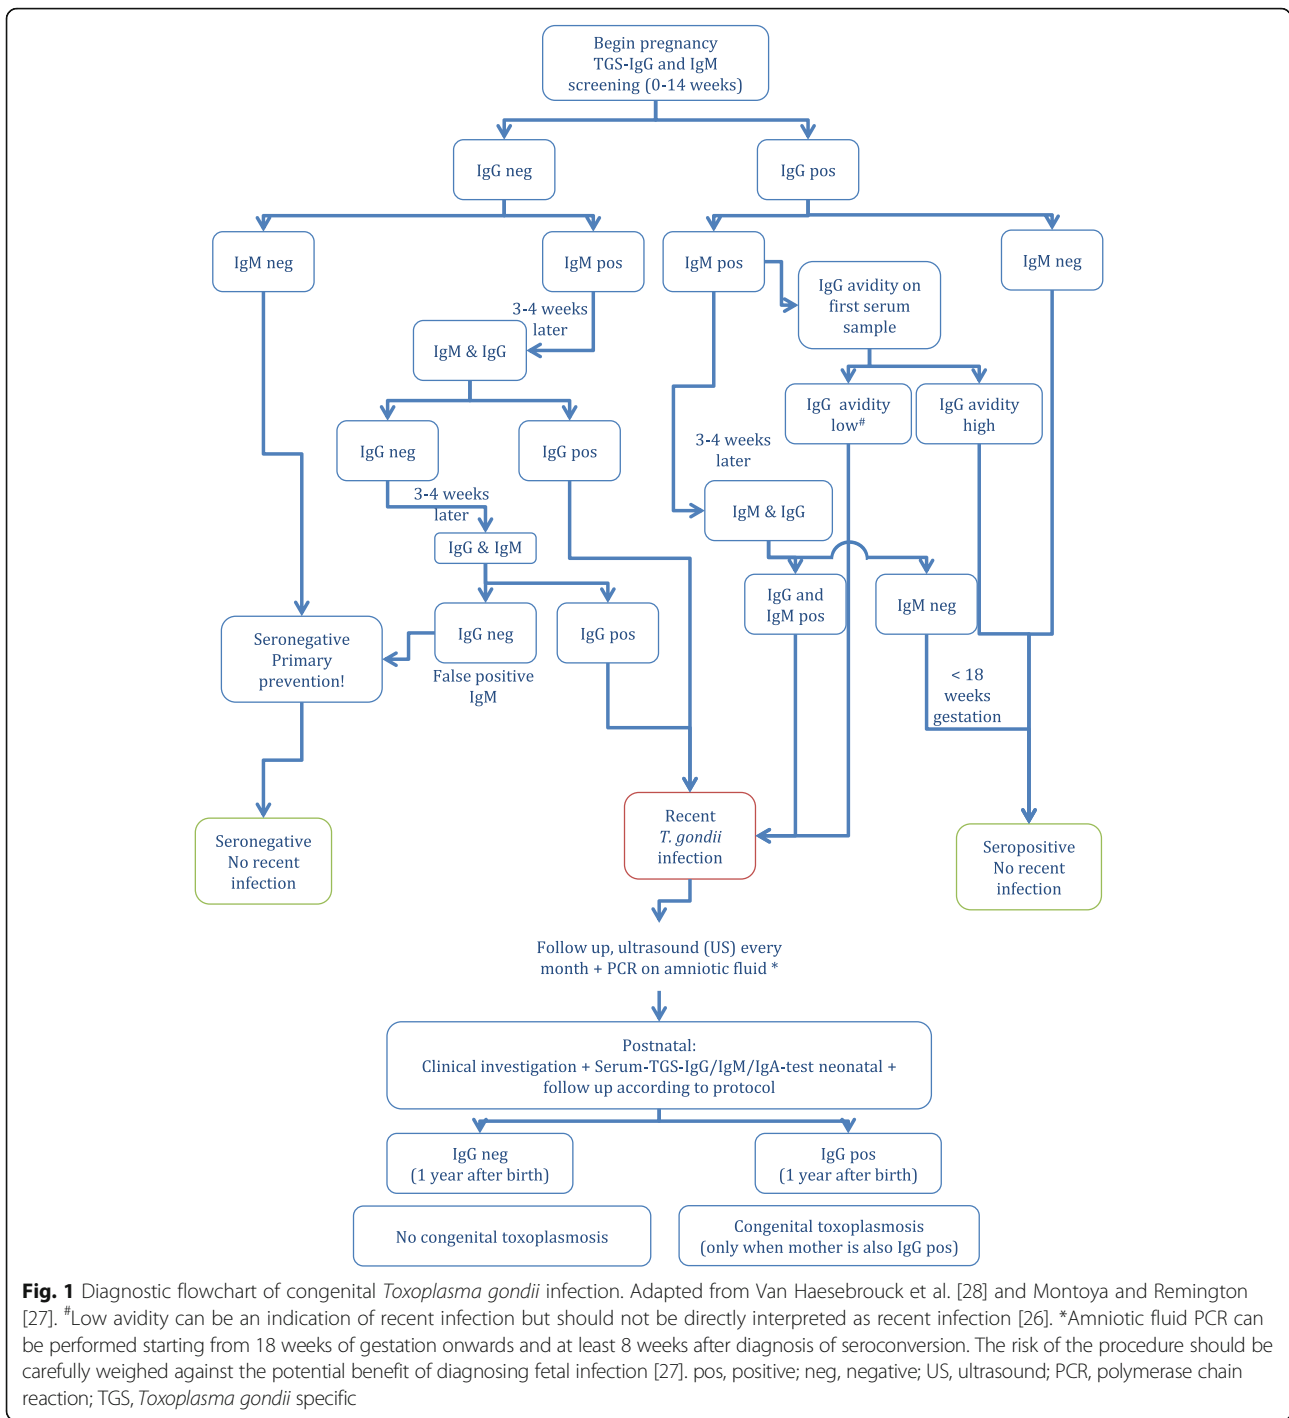 Begin pregnancy
TGS-IgG and IgM
screening (0-14 weeks)
IgG neg
IgG pos
IgM neg
IgM pos
IgM pos
IgM neg
IgG avidity on
first serum
sample
3-4 weeks
later
IgM & IgG
IgG avidity
low#
IgG avidity
high
IgG neg
IgG pos
3-4 weeks
later
3-4 weeks
later
IgM & IgG
IgG & IgM
IgG and
IgM pos
IgM neg
IgG neg
IgG pos
False positive
IgM
Seronegative
Primary
prevention!
< 18
weeks
gestation
Recent
T. gondii
infection
Seronegative
No recent
infection
Seropositive
No recent
infection
Follow up, ultrasound (US) every
month + PCR on amniotic fluid *
Postnatal:
Clinical investigation + Serum-TGS-IgG/IgM/IgA-test neonatal +
follow up according to protocol
IgG neg
(1 year after birth)
IgG pos
(1 year after birth)
No congenital toxoplasmosis
Congenital toxoplasmosis
(only when mother is also IgG pos)
Fig. 1 Diagnostic flowchart of congenital Toxoplasma gondii infection. Adapted from Van Haesebrouck et al. [28] and Montoya and Remington
[27]. #Low avidity can be an indication of recent infection but should not be directly interpreted as recent infection [26]. *Amniotic fluid PCR can
be performed starting from 18 weeks of gestation onwards and at least 8 weeks after diagnosis of seroconversion. The risk of the procedure should be
carefully weighed against the potential benefit of diagnosing fetal infection [27]. pos, positive; neg, negative; US, ultrasound; PCR, polymerase chain
reaction; TGS, Toxoplasma gondii specific